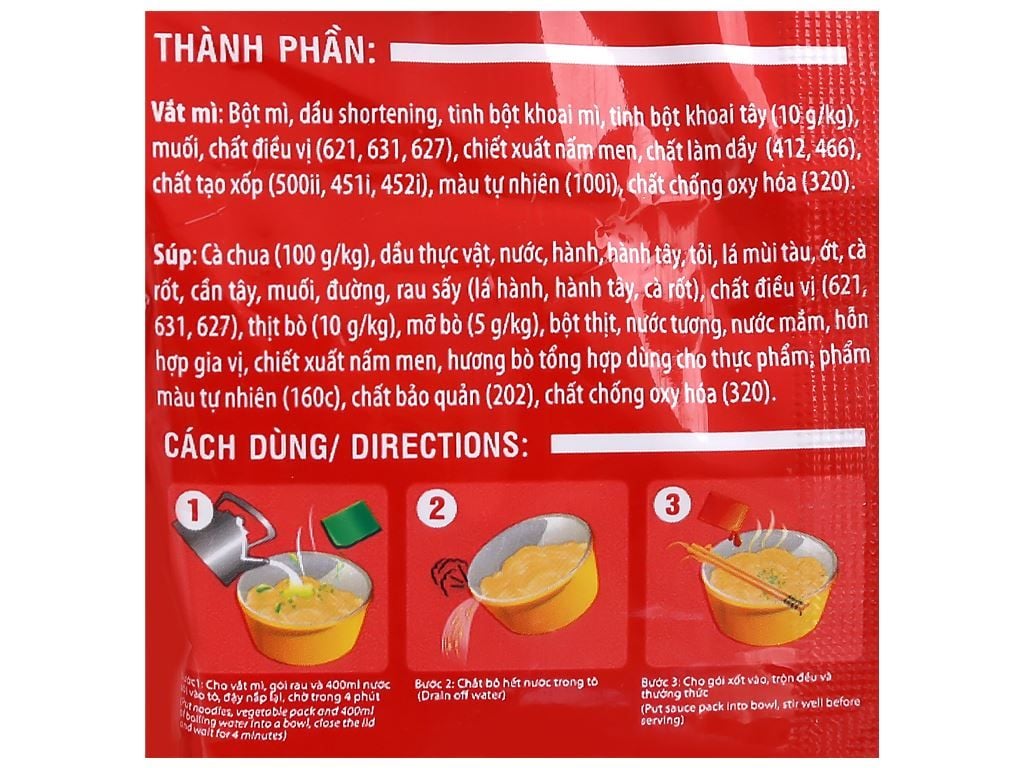 THÀNH PHẦN:
Vắt mì: Bột mì, dầu shortening, tinh bột khoai mì, tinh bột khoai tây (10 g/kg),
muối, chất điều vị (621, 631, 627), chiết xuất nấm men, chất làm dầy (412, 466),
chất tạo xốp (500ii, 451i, 452i), màu tự nhiên (100i), chất chống oxy hóa (320).
Súp: Cà chua (100 g/kg), dầu thực vật, nước, hành, hành tây, tỏi, lá mùi tàu, ớt, cà
rốt, cần tây, muối, đường, rau sấy (lá hành, hành tây, cà rốt), chất điều vị (621,
631, 627), thịt bò (10 g/kg), mỡ bò (5 g/kg), bột thịt, nước tương, nước mắm, hỗn
hợp gia vị, chiết xuất nấm men, hương bò tổng hợp dùng cho thực phẩm, phẩm
màu tự nhiên (160c), chất bảo quản (202), chất chống oxy hóa (320).
CÁCH DÙNG/ DIRECTIONS:
1
2
3
1: Cho vắt mì, gói rau và 400ml nước
vào tô, đậy nắp lại, chờ trong 4 phút
noodles, vegetable pack and 400ml
boiling water into a bowl, close the lid
and wait for 4 minutes)
Bước 2: Chắt bỏ hết nước trong tô
(Drain off water)
Bước 3: Cho gói xốt vào, trộn đều và
thưởng thức
(Put sauce pack into bowl, stir well before
serving)